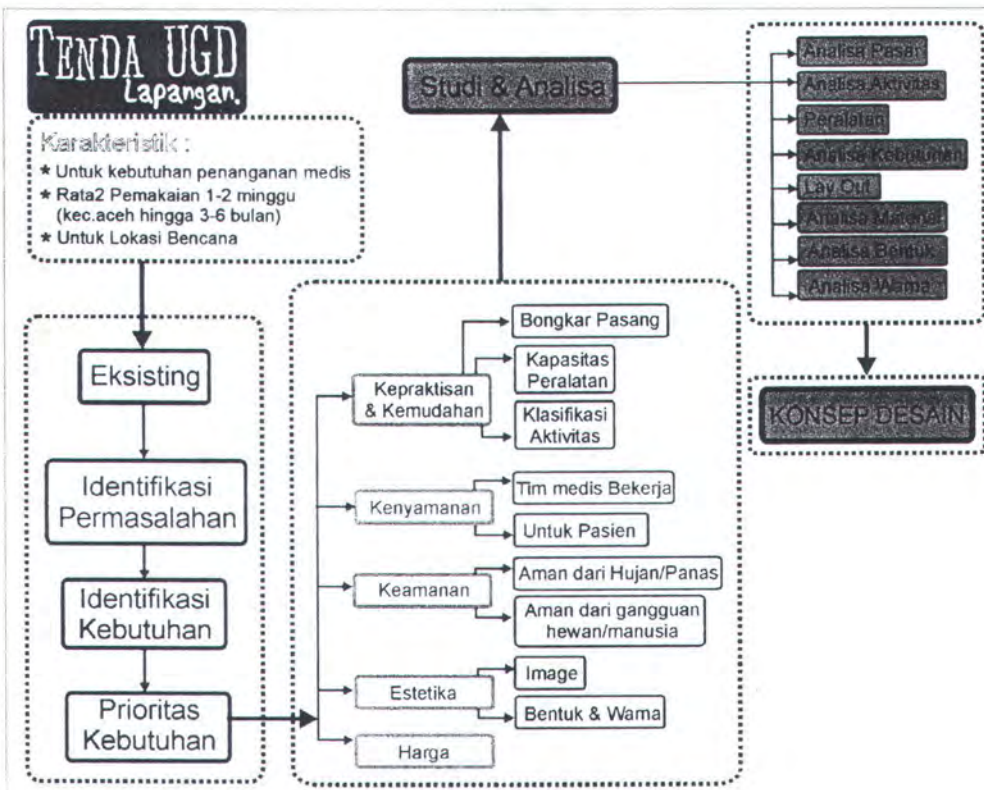 TENDA UGD
Lapangan.
Karakteristik :
* Untuk kebutuhan penanganan medis
* Rata2 Pemakaian 1-2 minggu
(kec.aceh hingga 3-6 bulan)
* Untuk Lokasi Bencana
Eksisting
Identifikasi
Permasalahan
Identifikasi
Kebutuhan
Prioritas
Kebutuhan
Kepraktisan
& Kemudahan
Bongkar Pasang
Kapasitas
Peralatan
Klasifikasi
Aktivitas
Kenyamanan
Tim medis Bekerja
Untuk Pasien
Keamanan
Aman dari Hujan/Panas
Aman dari gangguan
hewan/manusia
Estetika
Image
Bentuk & Warna
Harga
Studi & Analisa
Analisa Pasar
Analisa Aktivitas
Peralatan
Analisa Kebutuhan
Lay Out
Analisa Material
Analisa Bentuk
Analisa Warna
KONSEP DESAIN